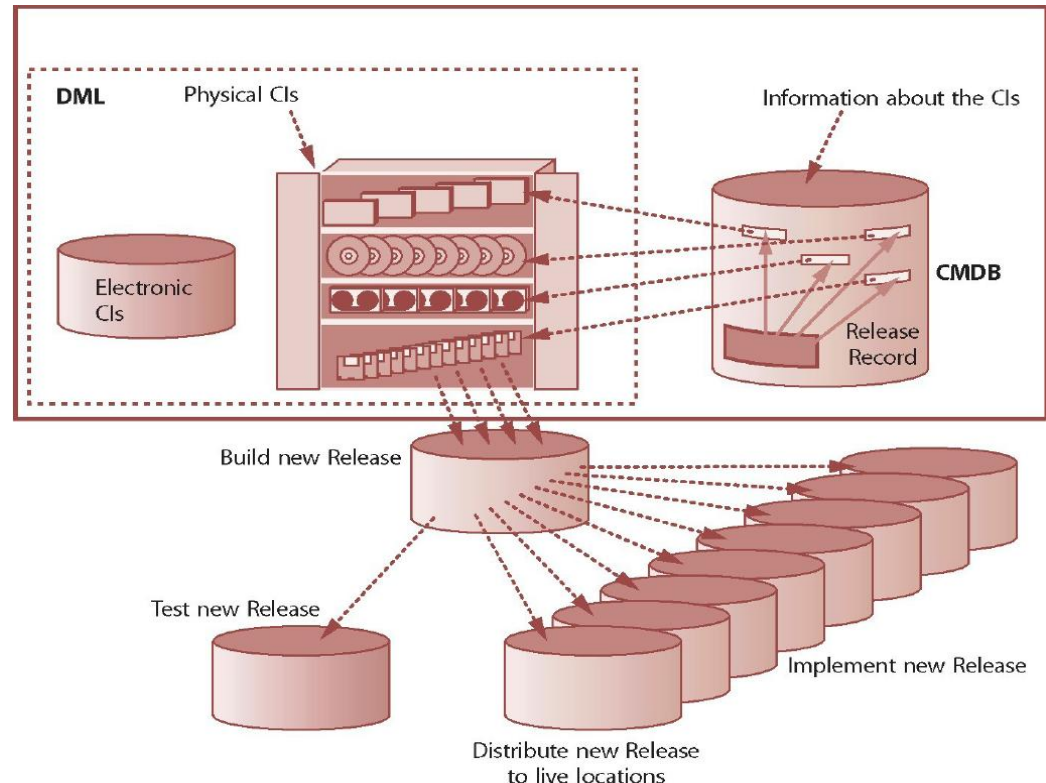 DML
Physical CIs
Information about the CIs
Electronic
CIs
CMDB
Release
Record
Build new Release
Test new Release
Implement new Release
Distribute new Release
to live locations